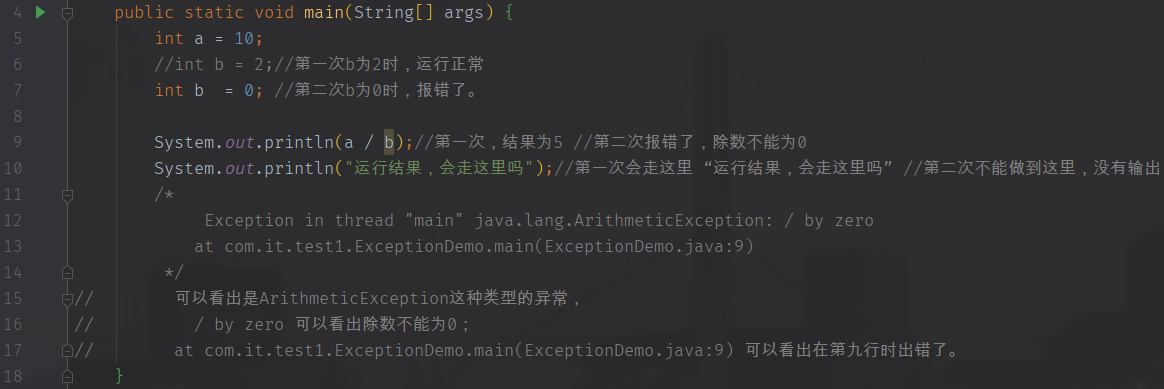 4 public static void main(String[] args) {
5 int a = 10;
6 //int b = 2;//第一次b为2时，运行正常
7 int b  = 0; //第二次b为0时，报错了。
8
9 System.out.println(a / b);//第一次，结果为5 //第二次报错了，除数不能为0
10 System.out.println("运行结果，会走这里吗");//第一次会走这里 “运行结果，会走这里吗” //第二次不能做到这里，没有输出
11 /*
12 Exception in thread "main" java.lang.ArithmeticException: / by zero
13 at com.it.test1.ExceptionDemo.main(ExceptionDemo.java:9)
14 */
15 // 可以看出是ArithmeticException这种类型的异常，
16 // / by zero 可以看出除数不能为0；
17 // at com.it.test1.ExceptionDemo.main(ExceptionDemo.java:9) 可以看出在第九行时出错了。
18 }